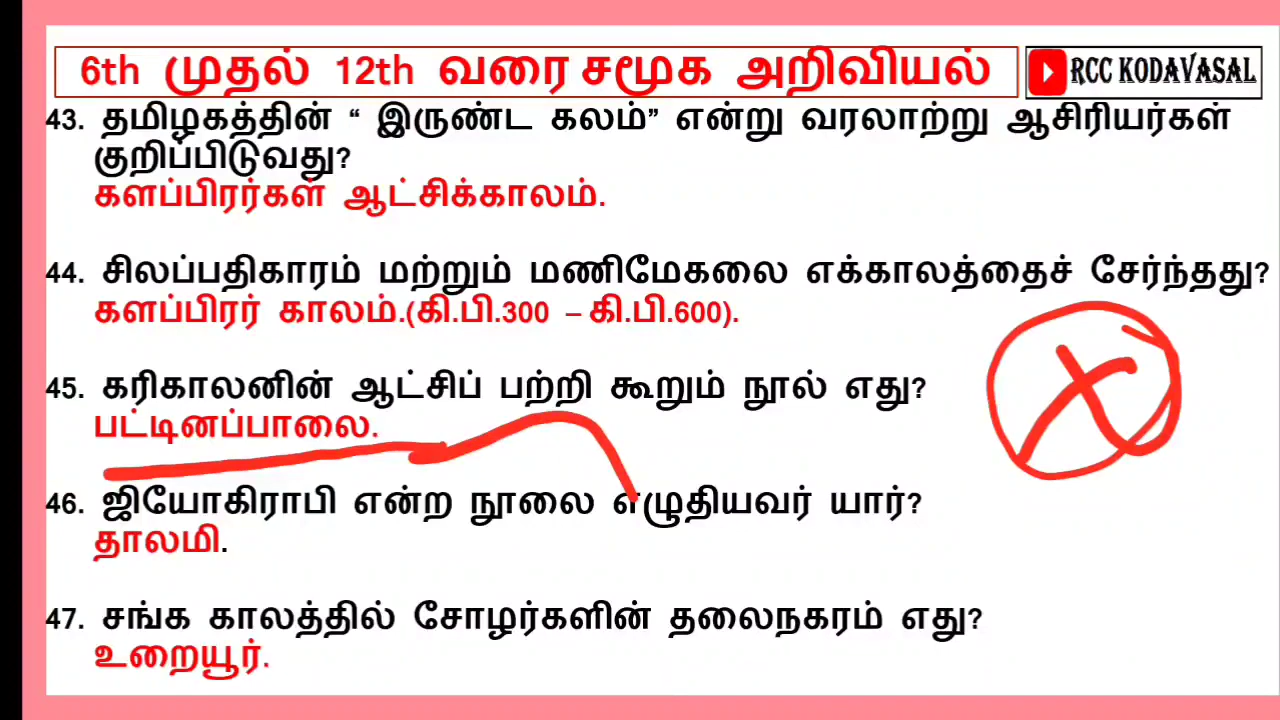 6th முதல் 12th வரை சமூக அறிவியல்
RCC KODAVASAL
43. தமிழகத்தின் “ இருண்ட கலம்” என்று வரலாற்று ஆசிரியர்கள்
குறிப்பிடுவது?
களப்பிரர்கள் ஆட்சிக்காலம்.
44. சிலப்பதிகாரம் மற்றும் மணிமேகலை எக்காலத்தைச் சேர்ந்தது?
களப்பிரர் காலம்.(கி.பி.300 – கி.பி.600).
45. கரிகாலனின் ஆட்சிப் பற்றி கூறும் நூல் எது?
பட்டினப்பாலை.
46. ஜியோகிராபி என்ற நூலை எழுதியவர் யார்?
தாலமி.
47. சங்க காலத்தில் சோழர்களின் தலைநகரம் எது?
உறையூர்.